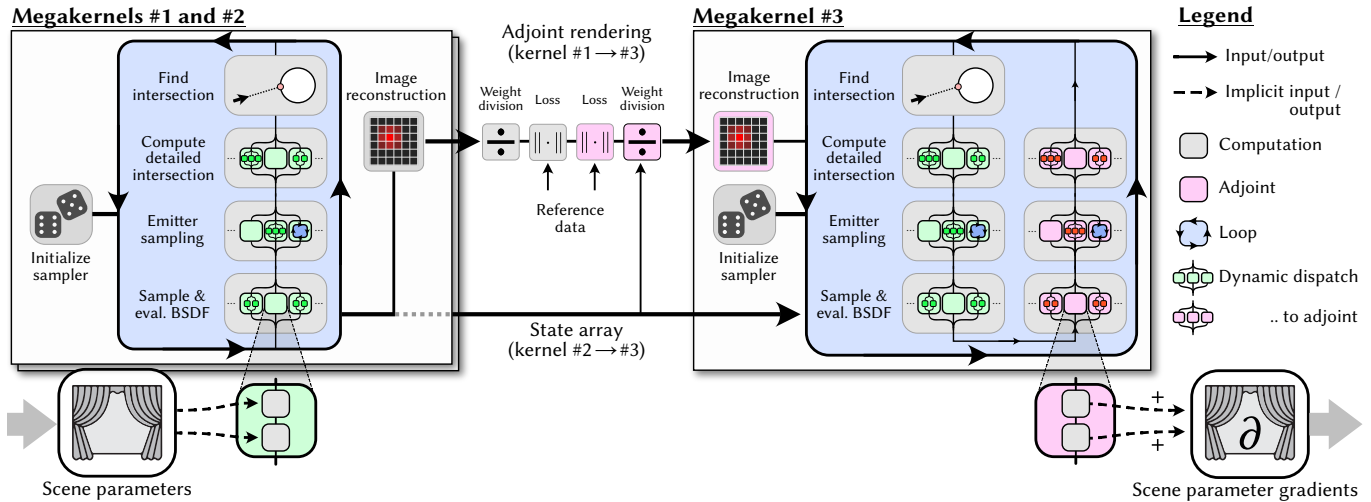 Megakernels #1 and #2
Find
intersection
Compute
detailed
intersection
Emitter
sampling
Sample &
eval. BSDF
Initialize
sampler
Image
reconstruction
Scene parameters
Adjoint rendering
(kernel #1→#3)
Weight
division
Loss
Loss
Weight
division
Reference
data
State array
(kernel #2→#3)
Megakernel #3
Image
reconstruction
Initialize
sampler
Find
intersection
Compute
detailed
intersection
Emitter
sampling
Sample &
eval. BSDF
+
+
∂
Scene parameter gradients
Legend
Input/output
Implicit input /
output
Computation
Adjoint
Loop
Dynamic dispatch
.. to adjoint